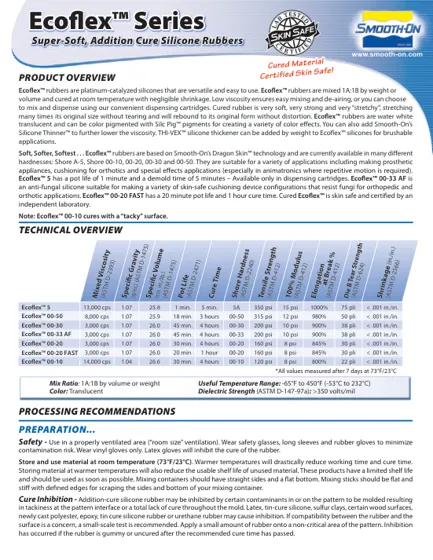 Ecoflex™ Series
Super-Soft, Addition Cure Silicone Rubbers
SKIN SAFE
Cured Material
Certified Skin Safe!
SMOOTH-ON
www.smooth-on.com
PRODUCT OVERVIEW
Ecoflex™ rubbers are platinum-catalyzed silicones that are versatile and easy to use. Ecoflex™ rubbers are mixed 1A:1B by weight or
volume and cured at room temperature with negligible shrinkage. Low viscosity ensures easy mixing and de-airing, or you can choose
to mix and dispense using our convenient dispensing cartridges. Cured rubber is very soft, very strong and very "stretchy", stretching
many times its original size without tearing and will rebound to its original form without distortion. Ecoflex™ rubbers are water white
translucent and can be color pigmented with Silc Pig™ pigments for creating a variety of color effects. You can also add Smooth-On's
Silicone Thinner™ to further lower the viscosity. THI-VEX™ silicone thickener can be added by weight to Ecoflex™ silicones for brushable
applications.
Soft, Softer, Softest . . . Ecoflex™ rubbers are based on Smooth-On's Dragon Skin™ technology and are currently available in many different
hardnesses: Shore A-5, Shore 00-10, 00-20, 00-30 and 00-50. They are suitable for a variety of applications including making prosthetic
appliances, cushioning for orthotics and special effects applications (especially in animatronics where repetitive motion is required).
Ecoflex™ 5 has a pot life of 1 minute and a demold time of 5 minutes – Available only in dispensing cartridges. Ecoflex™ 00-33 AF is
an anti-fungal silicone suitable for making a variety of skin-safe cushioning device configurations that resist fungi for orthopedic and
orthotic applications. Ecoflex™ 00-20 FAST has a 20 minute pot life and 1 hour cure time. Cured Ecoflex™ is skin safe and certified by an
independent laboratory.
Note: Ecoflex™ 00-10 cures with a "tacky" surface.
TECHNICAL OVERVIEW
Mixed Viscosity (ASTM D-2393) Specific Gravity (ASTM D-1475) Specific Volume (ASTM D-1475) Pot Life (ASTM D-2471) Cure Time Shore Hardness (ASTM D-2240) Tensile Strength (ASTM D-412) 100% Modulus (ASTM D-412) Elongation at Break % (ASTM D-412) Die B Tear Strength (ASTM D-624) Shrinkage (in./in.) (ASTM D-2566)
Ecoflex™ 5 13,000 cps 1.07 25.8 1 min. 5 min. 5A 350 psi 15 psi 1000% 75 pli < .001 in./in.
Ecoflex™ 00-50 8,000 cps 1.07 25.9 18 min. 3 hours 00-50 315 psi 12 psi 980% 50 pli < .001 in./in.
Ecoflex™ 00-30 3,000 cps 1.07 26.0 45 min. 4 hours 00-30 200 psi 10 psi 900% 38 pli < .001 in./in.
Ecoflex™ 00-33 AF 3,000 cps 1.07 26.0 45 min. 4 hours 00-33 200 psi 10 psi 900% 38 pli < .001 in./in.
Ecoflex™ 00-20 3,000 cps 1.07 26.0 30 min. 4 hours 00-20 160 psi 8 psi 845% 30 pli < .001 in./in.
Ecoflex™ 00-20 FAST 3,000 cps 1.07 26.0 20 min. 1 hour 00-20 160 psi 8 psi 845% 30 pli < .001 in./in.
Ecoflex™ 00-10 14,000 cps 1.04 26.6 30 min. 4 hours 00-10 120 psi 8 psi 800% 22 pli < .001 in./in.
*All values measured after 7 days at 73°F/23°C
Mix Ratio: 1A:1B by volume or weight
Color: Translucent
Useful Temperature Range: -65°F to 450°F (-53°C to 232°C)
Dielectric Strength (ASTM D-147-97a): >350 volts/mil
PROCESSING RECOMMENDATIONS
PREPARATION...
Safety - Use in a properly ventilated area ("room size" ventilation). Wear safety glasses, long sleeves and rubber gloves to minimize
contamination risk. Wear vinyl gloves only. Latex gloves will inhibit the cure of the rubber.
Store and use material at room temperature (73°F/23°C). Warmer temperatures will drastically reduce working time and cure time.
Storing material at warmer temperatures will also reduce the usable shelf life of unused material. These products have a limited shelf life
and should be used as soon as possible. Mixing containers should have straight sides and a flat bottom. Mixing sticks should be flat and
stiff with defined edges for scraping the sides and bottom of your mixing container.
Cure Inhibition - Addition-cure silicone rubber may be inhibited by certain contaminants in or on the pattern to be molded resulting
in tackiness at the pattern interface or a total lack of cure throughout the mold. Latex, tin-cure silicone, sulfur clays, certain wood surfaces,
newly cast polyester, epoxy, tin cure silicone rubber or urethane rubber may cause inhibition. If compatibility between the rubber and the
surface is a concern, a small-scale test is recommended. Apply a small amount of rubber onto a non-critical area of the pattern. Inhibition
has occurred if the rubber is gummy or uncured after the recommended cure time has passed.